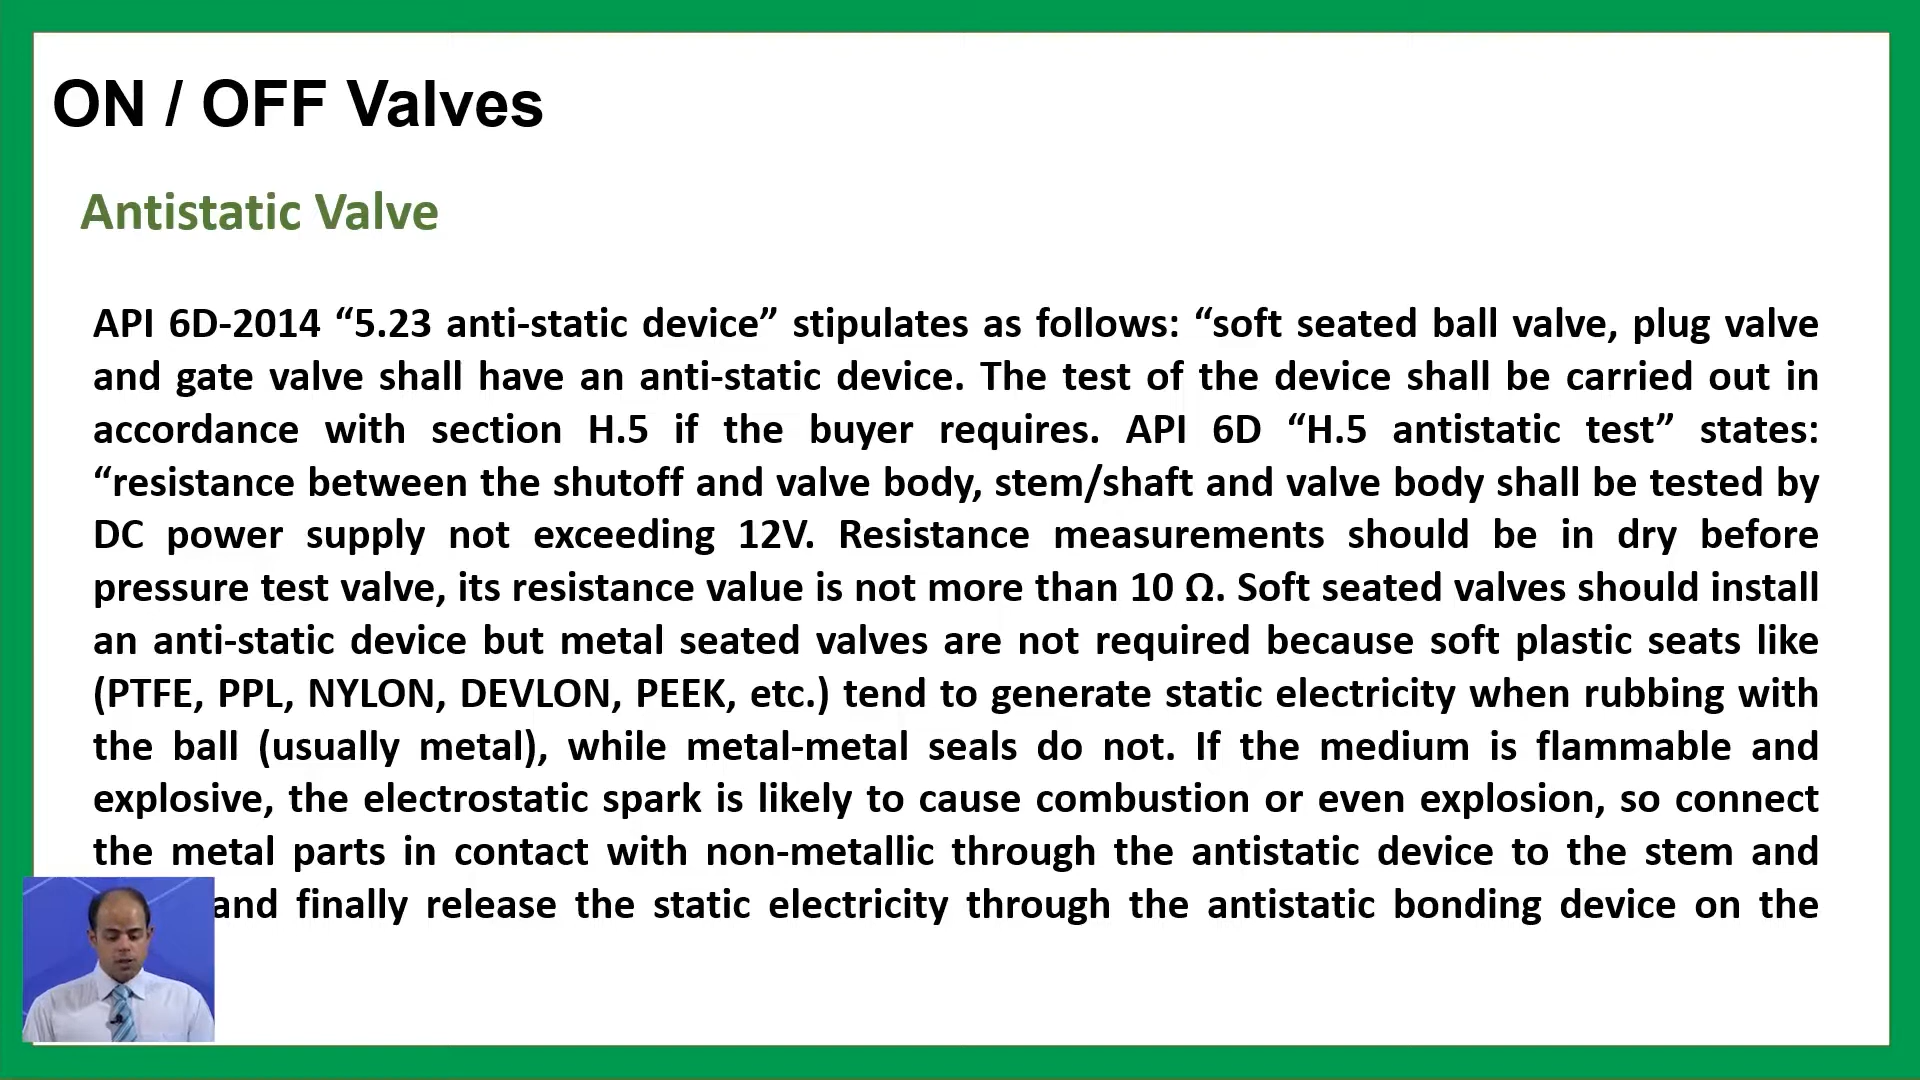 ON / OFF Valves
Antistatic Valve
API 6D-2014 “5.23 anti-static device” stipulates as follows: “soft seated ball valve, plug valve
and gate valve shall have an anti-static device. The test of the device shall be carried out in
accordance with section H.5 if the buyer requires. API 6D “H.5 antistatic test” states:
“resistance between the shutoff and valve body, stem/shaft and valve body shall be tested by
DC power supply not exceeding 12V. Resistance measurements should be in dry before
pressure test valve, its resistance value is not more than 10 Ω. Soft seated valves should install
an anti-static device but metal seated valves are not required because soft plastic seats like
(PTFE, PPL, NYLON, DEVLON, PEEK, etc.) tend to generate static electricity when rubbing with
the ball (usually metal), while metal-metal seals do not. If the medium is flammable and
explosive, the electrostatic spark is likely to cause combustion or even explosion, so connect
the metal parts in contact with non-metallic through the antistatic device to the stem and
and finally release the static electricity through the antistatic bonding device on the